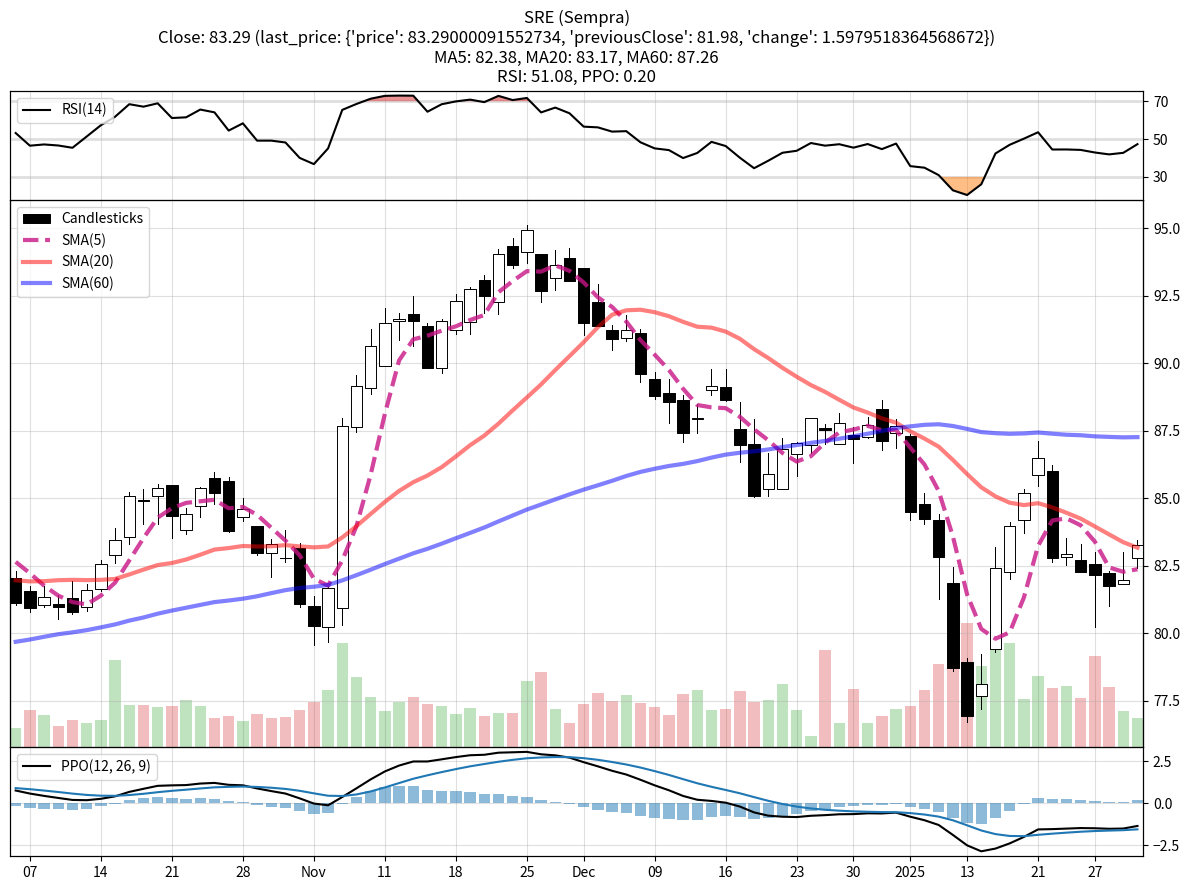 SRE (Sempra)
Close: 83.29 (last_price: {'price': 83.29000091552734, 'previousClose': 81.98, 'change': 1.5979518364568672})
MA5: 82.38, MA20: 83.17, MA60: 87.26
RSI: 51.08, PPO: 0.20
RSI(14)
70
50
30
Candlesticks
SMA(5)
SMA(20)
SMA(60)
95.0
92.5
90.0
87.5
85.0
82.5
80.0
77.5
PPO(12, 26, 9)
2.5
0.0
−2.5
07 14 21 28 Nov 11 18 25 Dec 09 16 23 30 2025 13 21 27